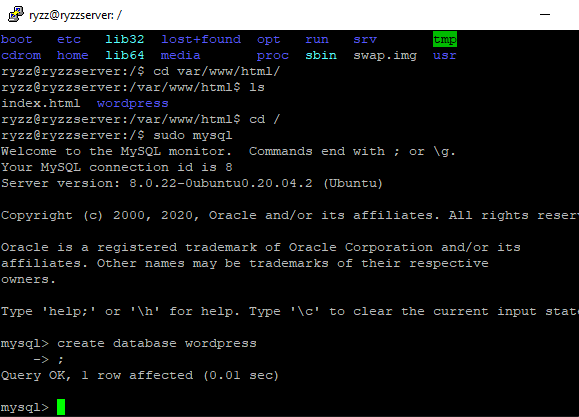 ryzz@ryzzserver: /
boot etc lib32 lost+found opt run srv tmp
cdrom home lib64 media proc sbin swap.img usr
ryzz@ryzzserver:/$ cd var/www/html/
ryzz@ryzzserver:/var/www/html$ ls
index.html wordpress
ryzz@ryzzserver:/var/www/html$ cd /
ryzz@ryzzserver:/$ sudo mysql
Welcome to the MySQL monitor. Commands end with ; or \g.
Your MySQL connection id is 8
Server version: 8.0.22-0ubuntu0.20.04.2 (Ubuntu)
Copyright (c) 2000, 2020, Oracle and/or its affiliates. All rights reser
Oracle is a registered trademark of Oracle Corporation and/or its
affiliates. Other names may be trademarks of their respective
owners.
Type 'help;' or '\h' for help. Type '\c' to clear the current input stat
mysql> create database wordpress
-> ;
Query OK, 1 row affected (0.01 sec)
mysql>